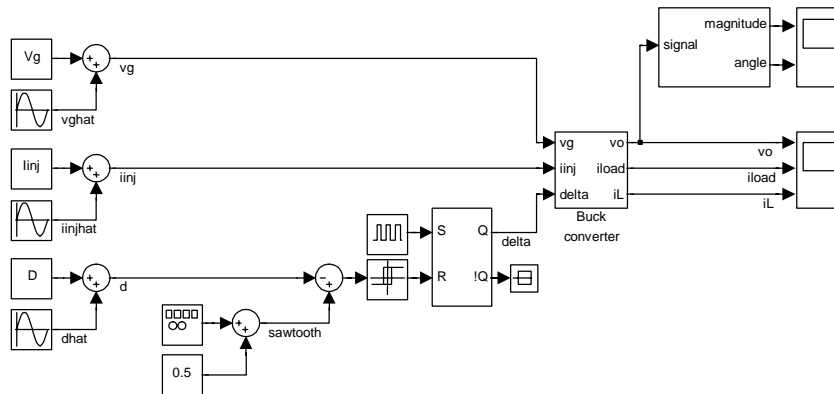 magnitude
signal
angle
Vg
vg
vghat
vg
vo
vo
Iinj
iinj
iinj
iload
iload
iinjhat
delta
iL
iL
Buck
converter
S
Q
delta
D
d
R
!Q
dhat
sawtooth
0.5